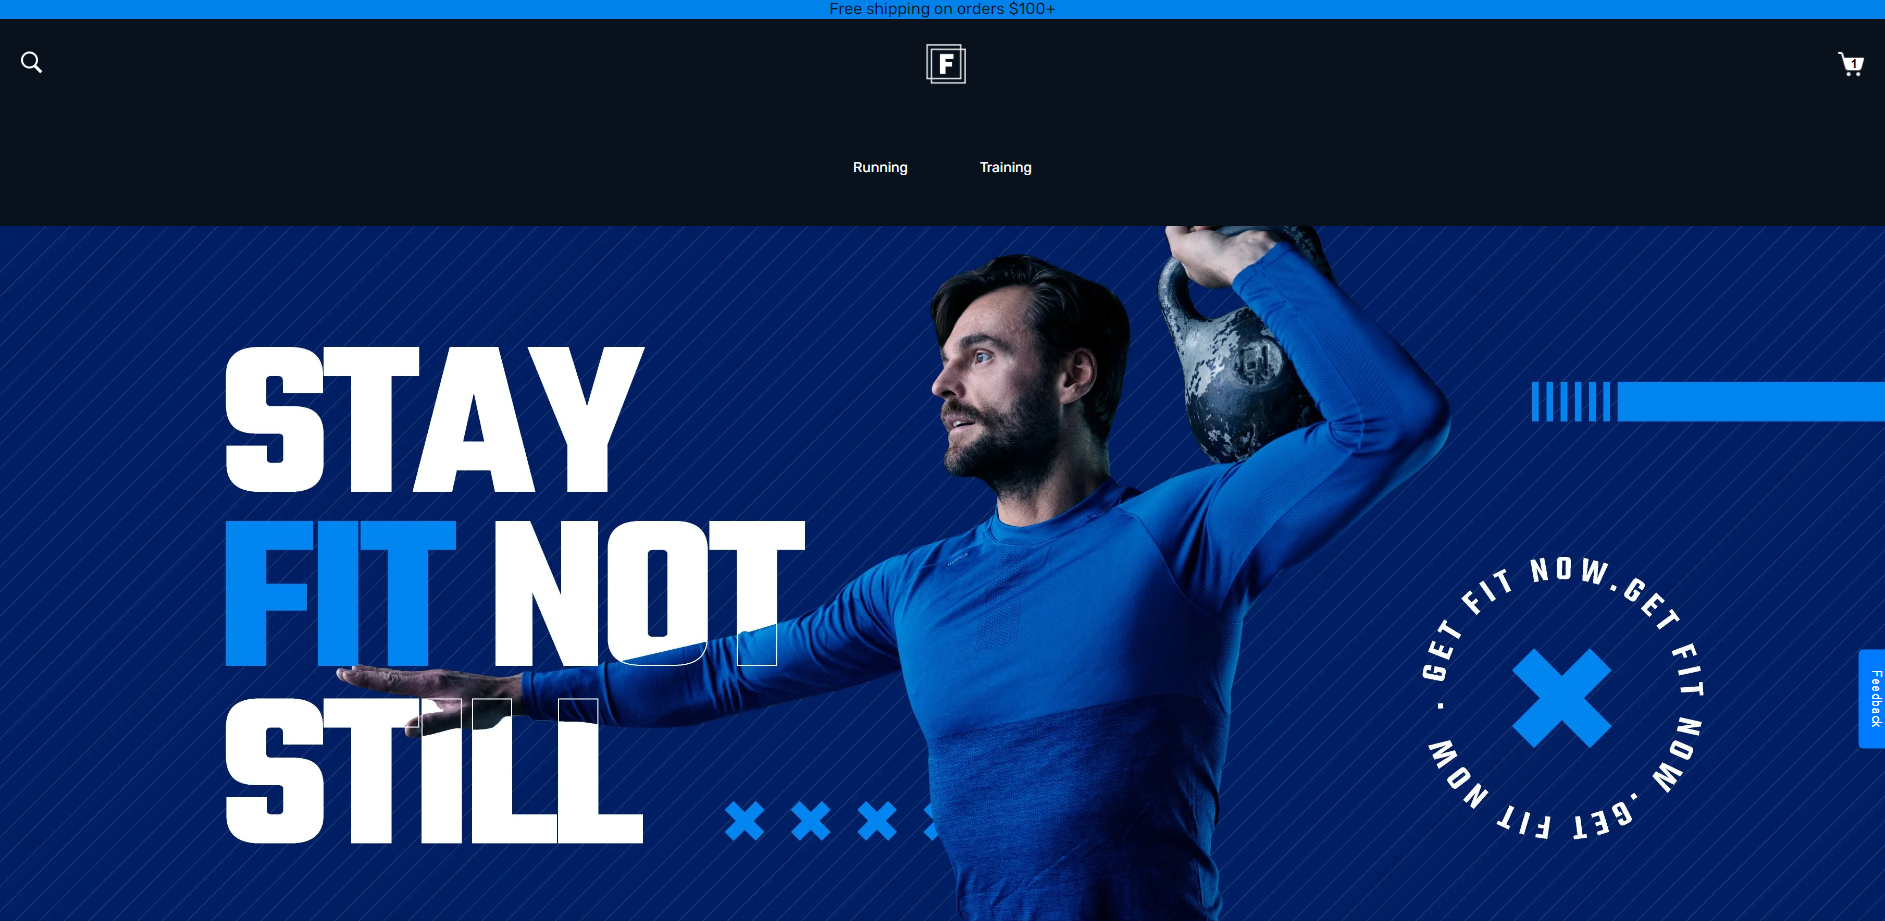 Free shipping on orders $100+
F
1
Running
Training
STAY
FIT NOT
STILL
GET FIT NOW.GET FIT NOW.GET FIT NOW.
Feedback